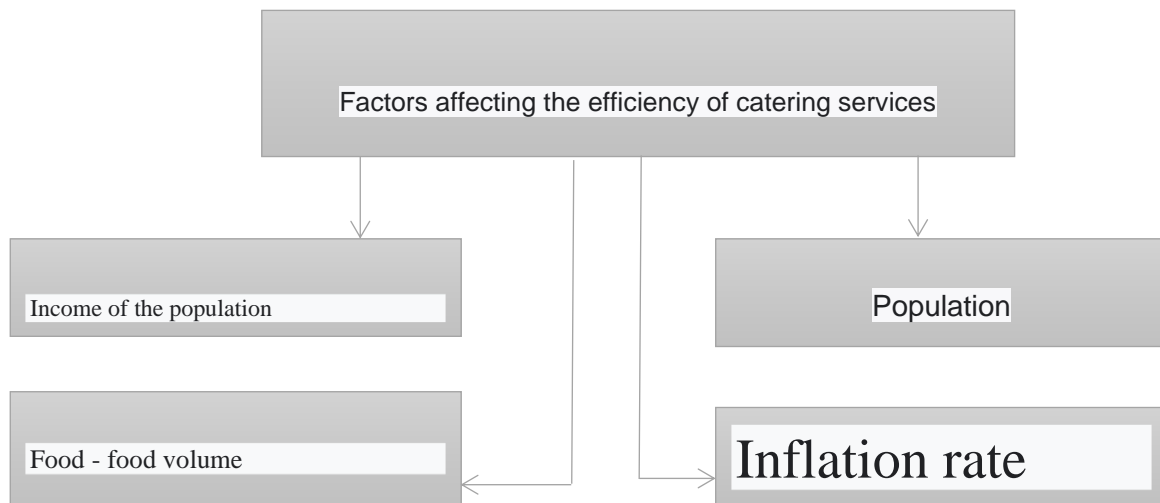 Factors affecting the efficiency of catering services
Income of the population
Population
Food - food volume
Inflation rate